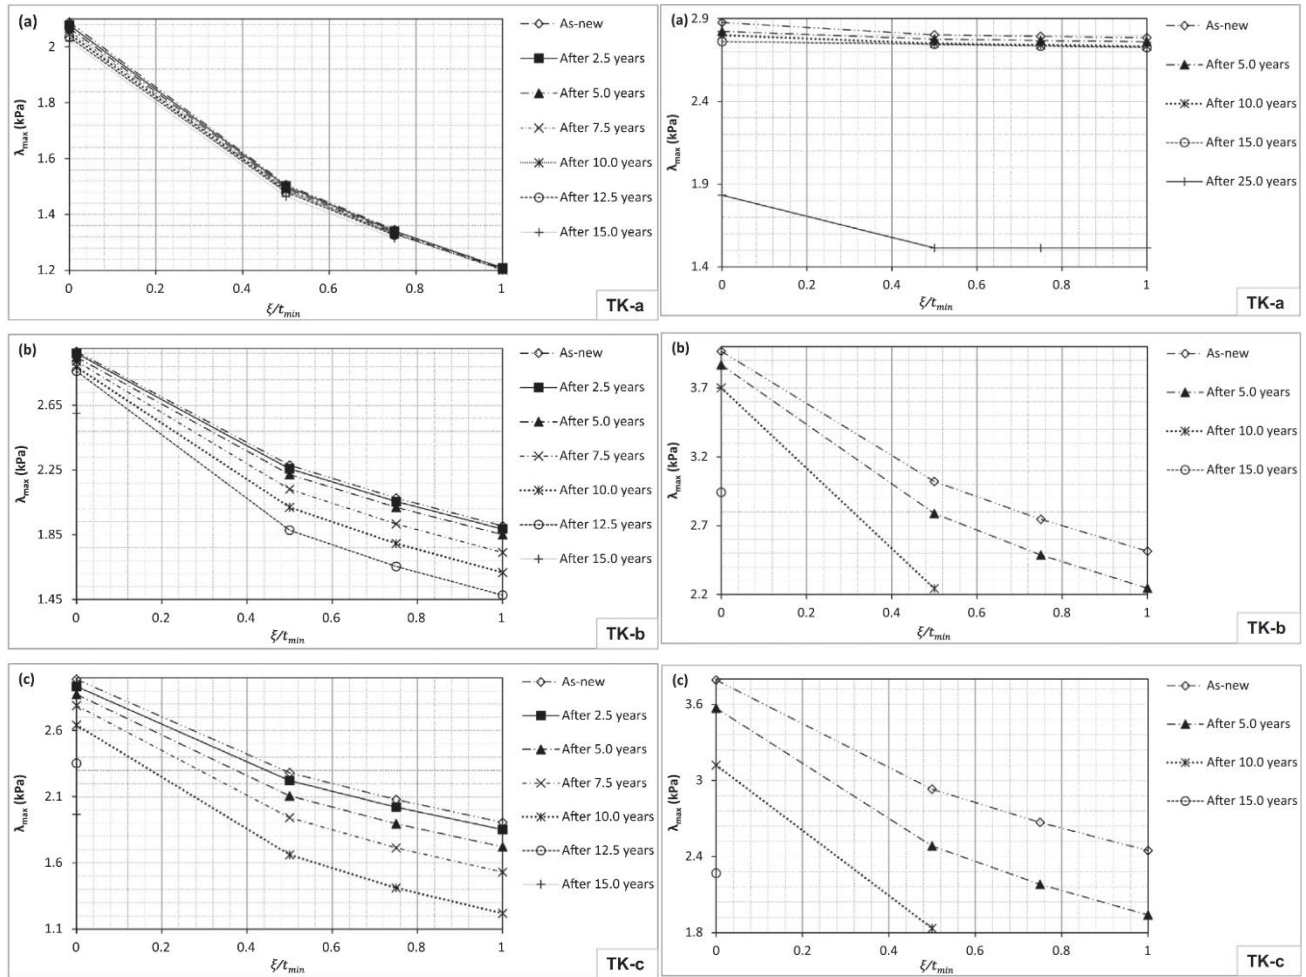 (a)
λmax (kPa)
2
1.8
1.6
1.4
1.2
0
0.2
0.4
0.6
0.8
1
ξ/tmin
As-new
After 2.5 years
After 5.0 years
After 7.5 years
After 10.0 years
After 12.5 years
After 15.0 years
TK-a
(a)
λmax (kPa)
2.9
2.4
1.9
1.4
0
0.2
0.4
0.6
0.8
1
ξ/tmin
As-new
After 5.0 years
After 10.0 years
After 15.0 years
After 25.0 years
TK-a
(b)
λmax (kPa)
2.65
2.25
1.85
1.45
0
0.2
0.4
0.6
0.8
1
ξ/tmin
As-new
After 2.5 years
After 5.0 years
After 7.5 years
After 10.0 years
After 12.5 years
After 15.0 years
TK-b
(b)
λmax (kPa)
3.7
3.2
2.7
2.2
0
0.2
0.4
0.6
0.8
1
ξ/tmin
As-new
After 5.0 years
After 10.0 years
After 15.0 years
TK-b
(c)
λmax (kPa)
2.6
2.1
1.6
1.1
0
0.2
0.4
0.6
0.8
1
ξ/tmin
As-new
After 2.5 years
After 5.0 years
After 7.5 years
After 10.0 years
After 12.5 years
After 15.0 years
TK-c
(c)
λmax (kPa)
3.6
3
2.4
1.8
0
0.2
0.4
0.6
0.8
1
ξ/tmin
As-new
After 5.0 years
After 10.0 years
After 15.0 years
TK-c